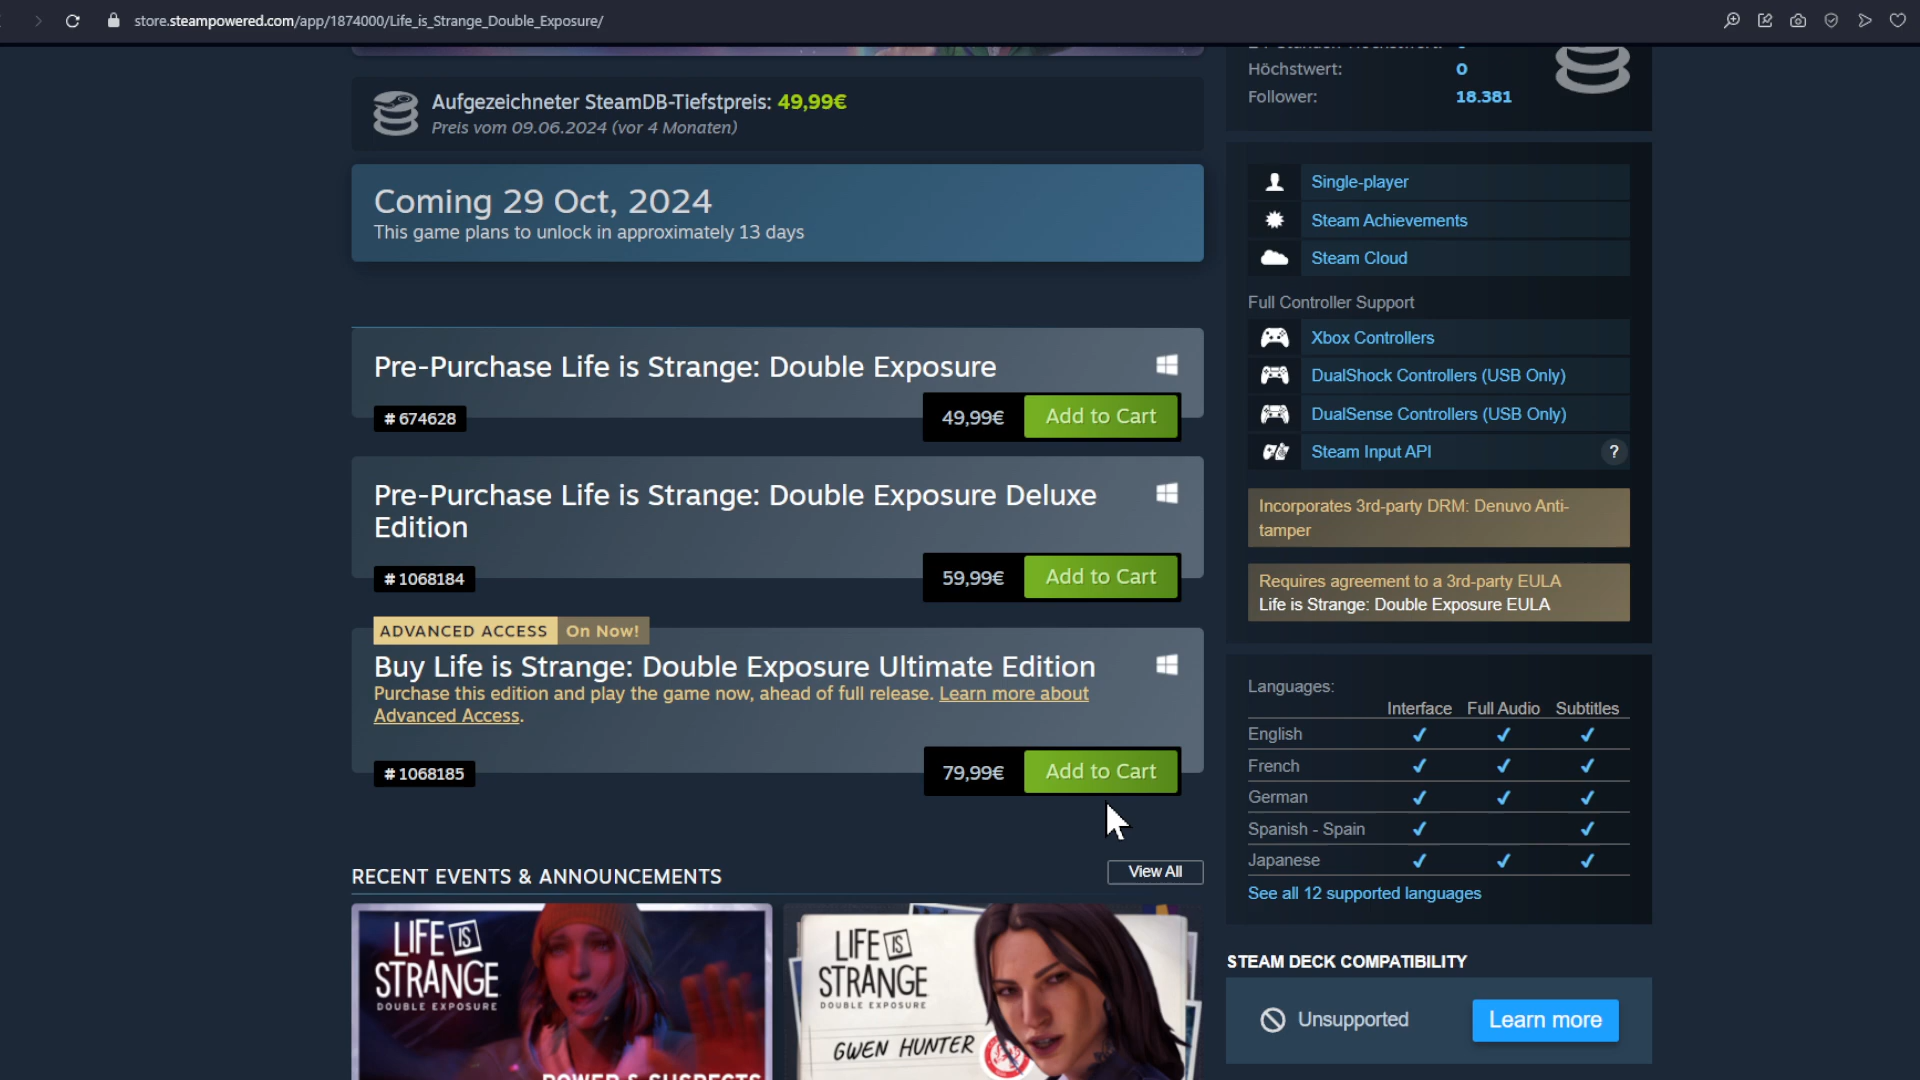 store.steampowered.com/app/1874000/Life_is_Strange_Double_Exposure/
Aufgezeichneter SteamDB-Tiefstpreis: 49,99€
Preis vom 09.06.2024 (vor 4 Monaten)
Coming 29 Oct, 2024
This game plans to unlock in approximately 13 days
Pre-Purchase Life is Strange: Double Exposure
# 674628
49,99€ Add to Cart
Pre-Purchase Life is Strange: Double Exposure Deluxe
Edition
# 1068184
59,99€ Add to Cart
ADVANCED ACCESS On Now!
Buy Life is Strange: Double Exposure Ultimate Edition
Purchase this edition and play the game now, ahead of full release. Learn more about
Advanced Access.
# 1068185
79,99€ Add to Cart
RECENT EVENTS & ANNOUNCEMENTS
View All
LIFE IS
STRANGE
DOUBLE EXPOSURE
POWER & SUSPECTS
LIFE IS
STRANGE
DOUBLE EXPOSURE
GWEN HUNTER
Höchstwert: 0
Follower: 18.381
Single-player
Steam Achievements
Steam Cloud
Full Controller Support
Xbox Controllers
DualShock Controllers (USB Only)
DualSense Controllers (USB Only)
Steam Input API ?
Incorporates 3rd-party DRM: Denuvo Anti-
tamper
Requires agreement to a 3rd-party EULA
Life is Strange: Double Exposure EULA
Languages:
Interface Full Audio Subtitles
English ✔ ✔ ✔
French ✔ ✔ ✔
German ✔ ✔ ✔
Spanish - Spain ✔ ✔
Japanese ✔ ✔ ✔
See all 12 supported languages
STEAM DECK COMPATIBILITY
Unsupported
Learn more